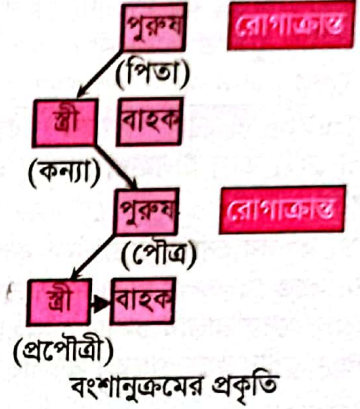 পুরুষ রোগাক্রান্ত
(পিতা)
স্ত্রী বাহক
(কন্যা)
পুরুষ রোগাক্রান্ত
(পৌত্র)
স্ত্রী বাহক
(প্রপৌত্রী)
বংশানুক্রমের প্রকৃতি